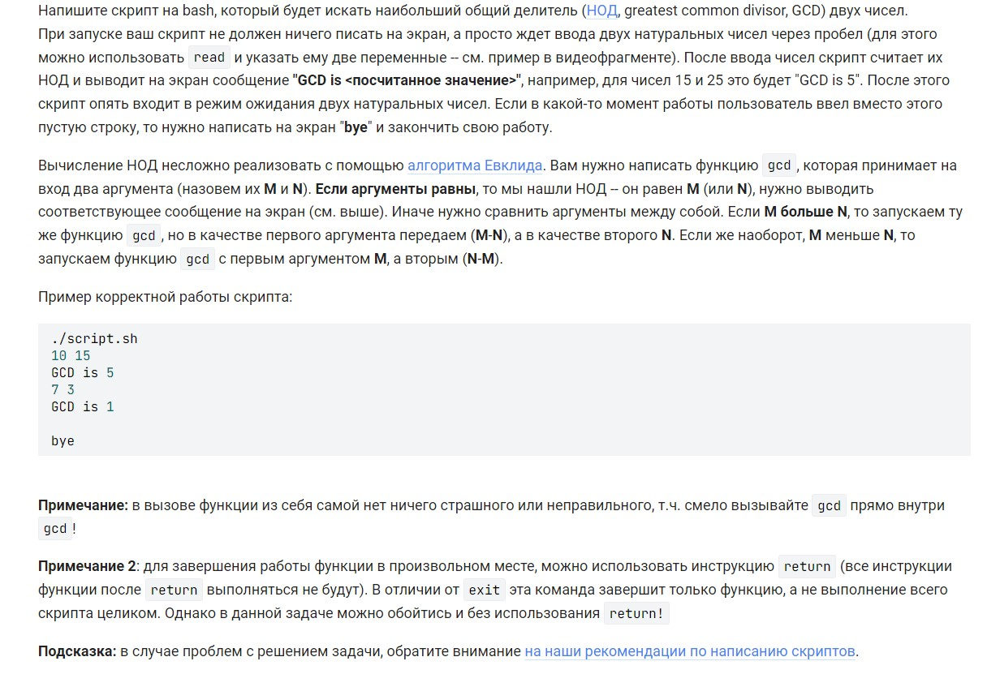 Напишите скрипт на bash, который будет искать наибольший общий делитель (НОД, greatest common divisor, GCD) двух чисел.
При запуске ваш скрипт не должен ничего писать на экран, а просто ждет ввода двух натуральных чисел через пробел (для этого
можно использовать read и указать ему две переменные -- см. пример в видеофрагменте). После ввода чисел скрипт считает их
НОД и выводит на экран сообщение "GCD is <посчитанное значение>", например, для чисел 15 и 25 это будет "GCD is 5". После этого
скрипт опять входит в режим ожидания двух натуральных чисел. Если в какой-то момент работы пользователь ввел вместо этого
пустую строку, то нужно написать на экран "bye" и закончить свою работу.
Вычисление НОД несложно реализовать с помощью алгоритма Евклида. Вам нужно написать функцию gcd, которая принимает на
вход два аргумента (назовем их M и N). Если аргументы равны, то мы нашли НОД -- он равен M (или N), нужно выводить
соответствующее сообщение на экран (см. выше). Иначе нужно сравнить аргументы между собой. Если M больше N, то запускаем ту
же функцию gcd, но в качестве первого аргумента передаем (M-N), а в качестве второго N. Если же наоборот, M меньше N, то
запускаем функцию gcd с первым аргументом M, а вторым (N-M).
Пример корректной работы скрипта:
./script.sh
10 15
GCD is 5
7 3
GCD is 1
bye
Примечание: в вызове функции из себя самой нет ничего страшного или неправильного, т.ч. смело вызывайте gcd прямо внутри
gcd!
Примечание 2: для завершения работы функции в произвольном месте, можно использовать инструкцию return (все инструкции
функции после return выполняться не будут). В отличии от exit эта команда завершит только функцию, а не выполнение всего
скрипта целиком. Однако в данной задаче можно обойтись и без использования return!
Подсказка: в случае проблем с решением задачи, обратите внимание на наши рекомендации по написанию скриптов.